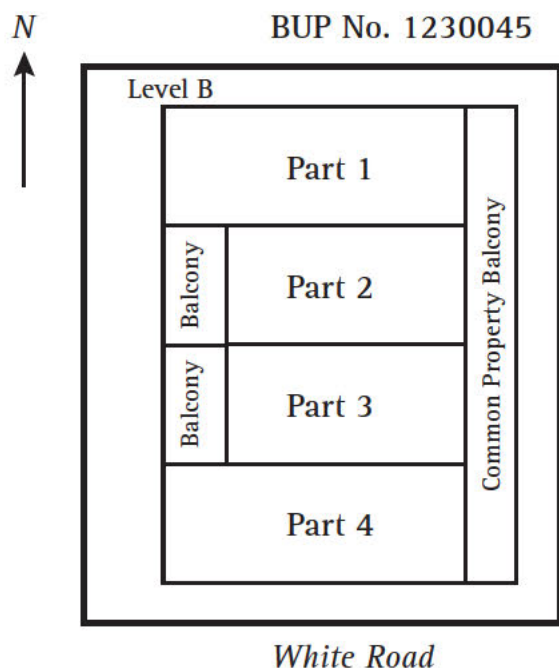 N
BUP No. 1230045
Level B
Part 1
Balcony
Part 2
Common Property Balcony
Balcony
Part 3
Part 4
White Road